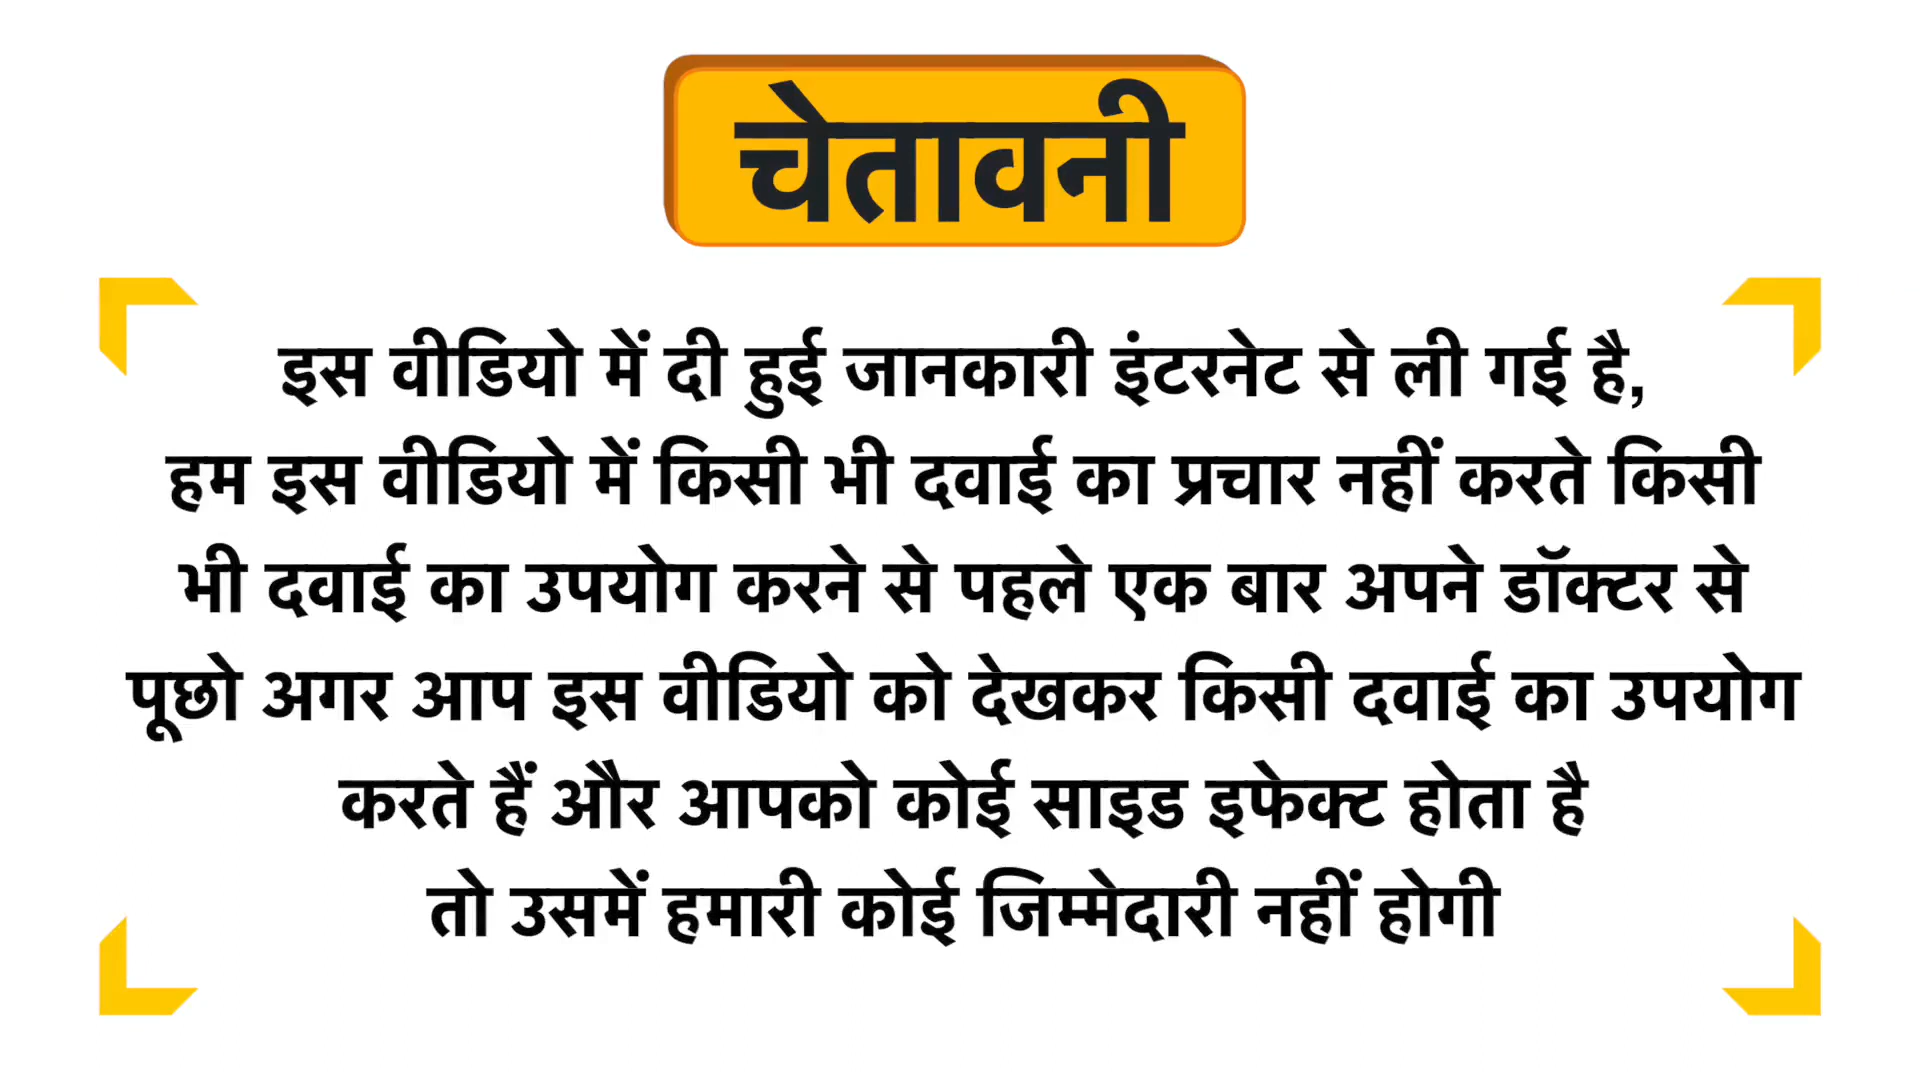 चेतावनी
इस वीडियो में दी हुई जानकारी इंटरनेट से ली गई है,
हम इस वीडियो में किसी भी दवाई का प्रचार नहीं करते किसी
भी दवाई का उपयोग करने से पहले एक बार अपने डॉक्टर से
पूछो अगर आप इस वीडियो को देखकर किसी दवाई का उपयोग
करते हैं और आपको कोई साइड इफेक्ट होता है
तो उसमें हमारी कोई जिम्मेदारी नहीं होगी